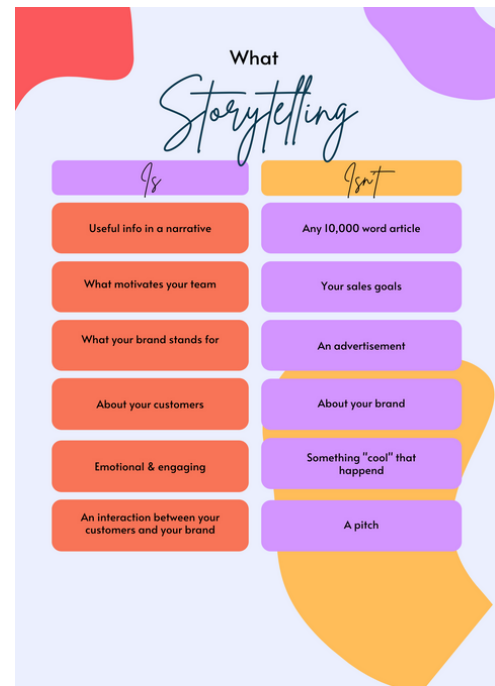 What
Storytelling
Is
Isn't
Useful info in a narrative
Any 10,000 word article
What motivates your team
Your sales goals
What your brand stands for
An advertisement
About your customers
About your brand
Emotional & engaging
Something "cool" that
happend
An interaction between your
customers and your brand
A pitch